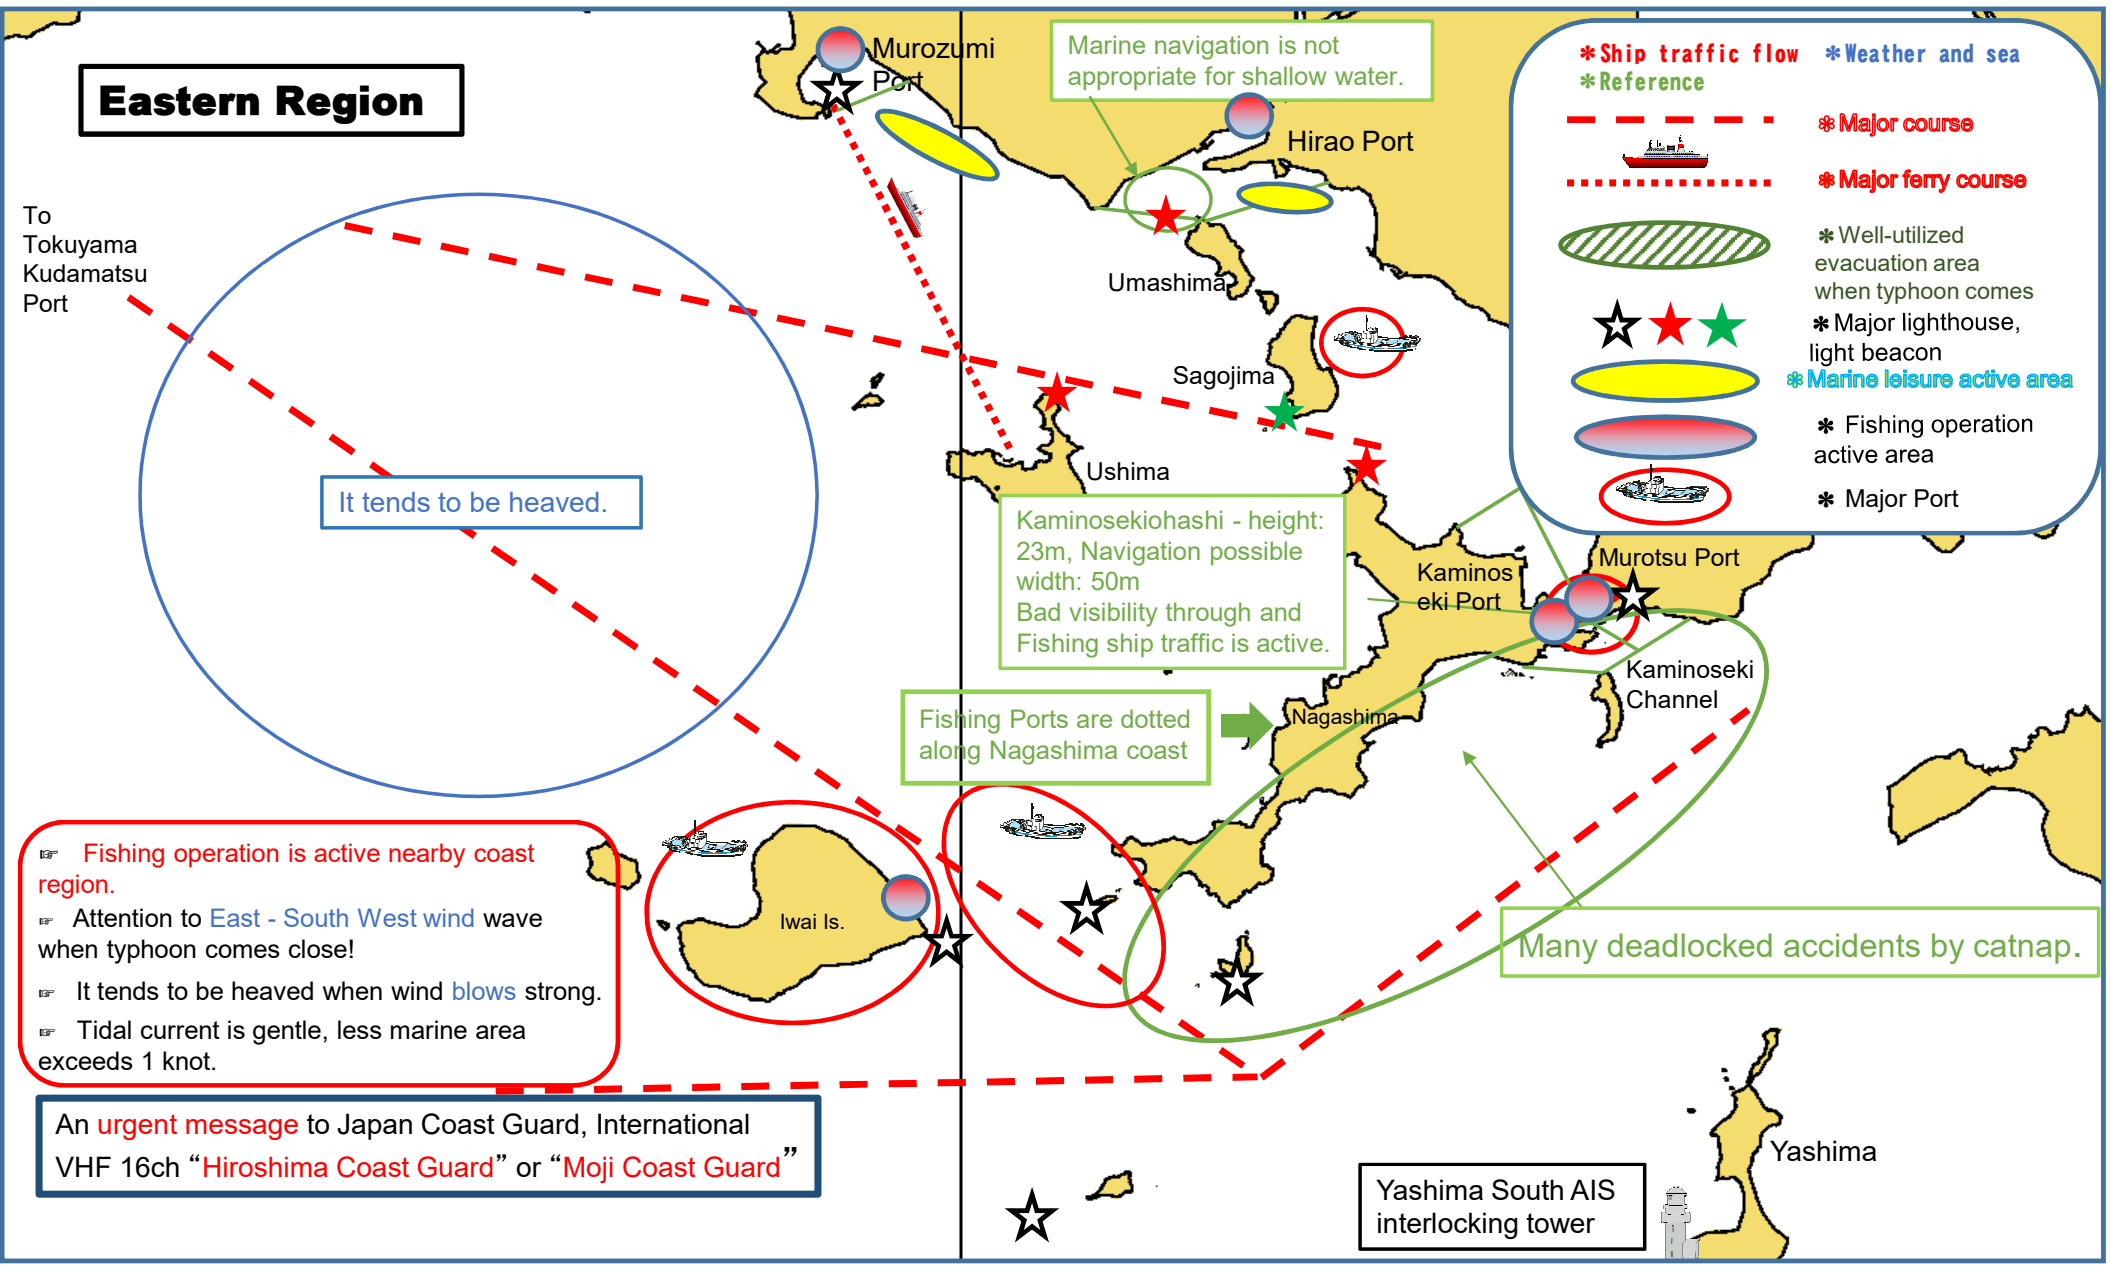 Eastern Region
Murozumi
Port
Marine navigation is not
appropriate for shallow water.
Hirao Port
*Ship traffic flow *Weather and sea
*Reference
*Major course
*Major ferry course
*Well-utilized
evacuation area
when typhoon comes
*Major lighthouse,
light beacon
*Marine leisure active area
* Fishing operation
active area
* Major Port
To
Tokuyama
Kudamatsu
Port
Umashima
Sagojima
Ushima
It tends to be heaved.
Kaminosekiohashi - height:
23m, Navigation possible
width: 50m
Bad visibility through and
Fishing ship traffic is active.
Kaminos
eki Port
Murotsu Port
Kaminoseki
Channel
Fishing Ports are dotted
along Nagashima coast
Nagashima
☞ Fishing operation is active nearby coast
region.
☞ Attention to East - South West wind wave
when typhoon comes close!
☞ It tends to be heaved when wind blows strong.
☞ Tidal current is gentle, less marine area
exceeds 1 knot.
Iwai Is.
Many deadlocked accidents by catnap.
An urgent message to Japan Coast Guard, International
VHF 16ch “Hiroshima Coast Guard” or “Moji Coast Guard”
Yashima
Yashima South AIS
interlocking tower